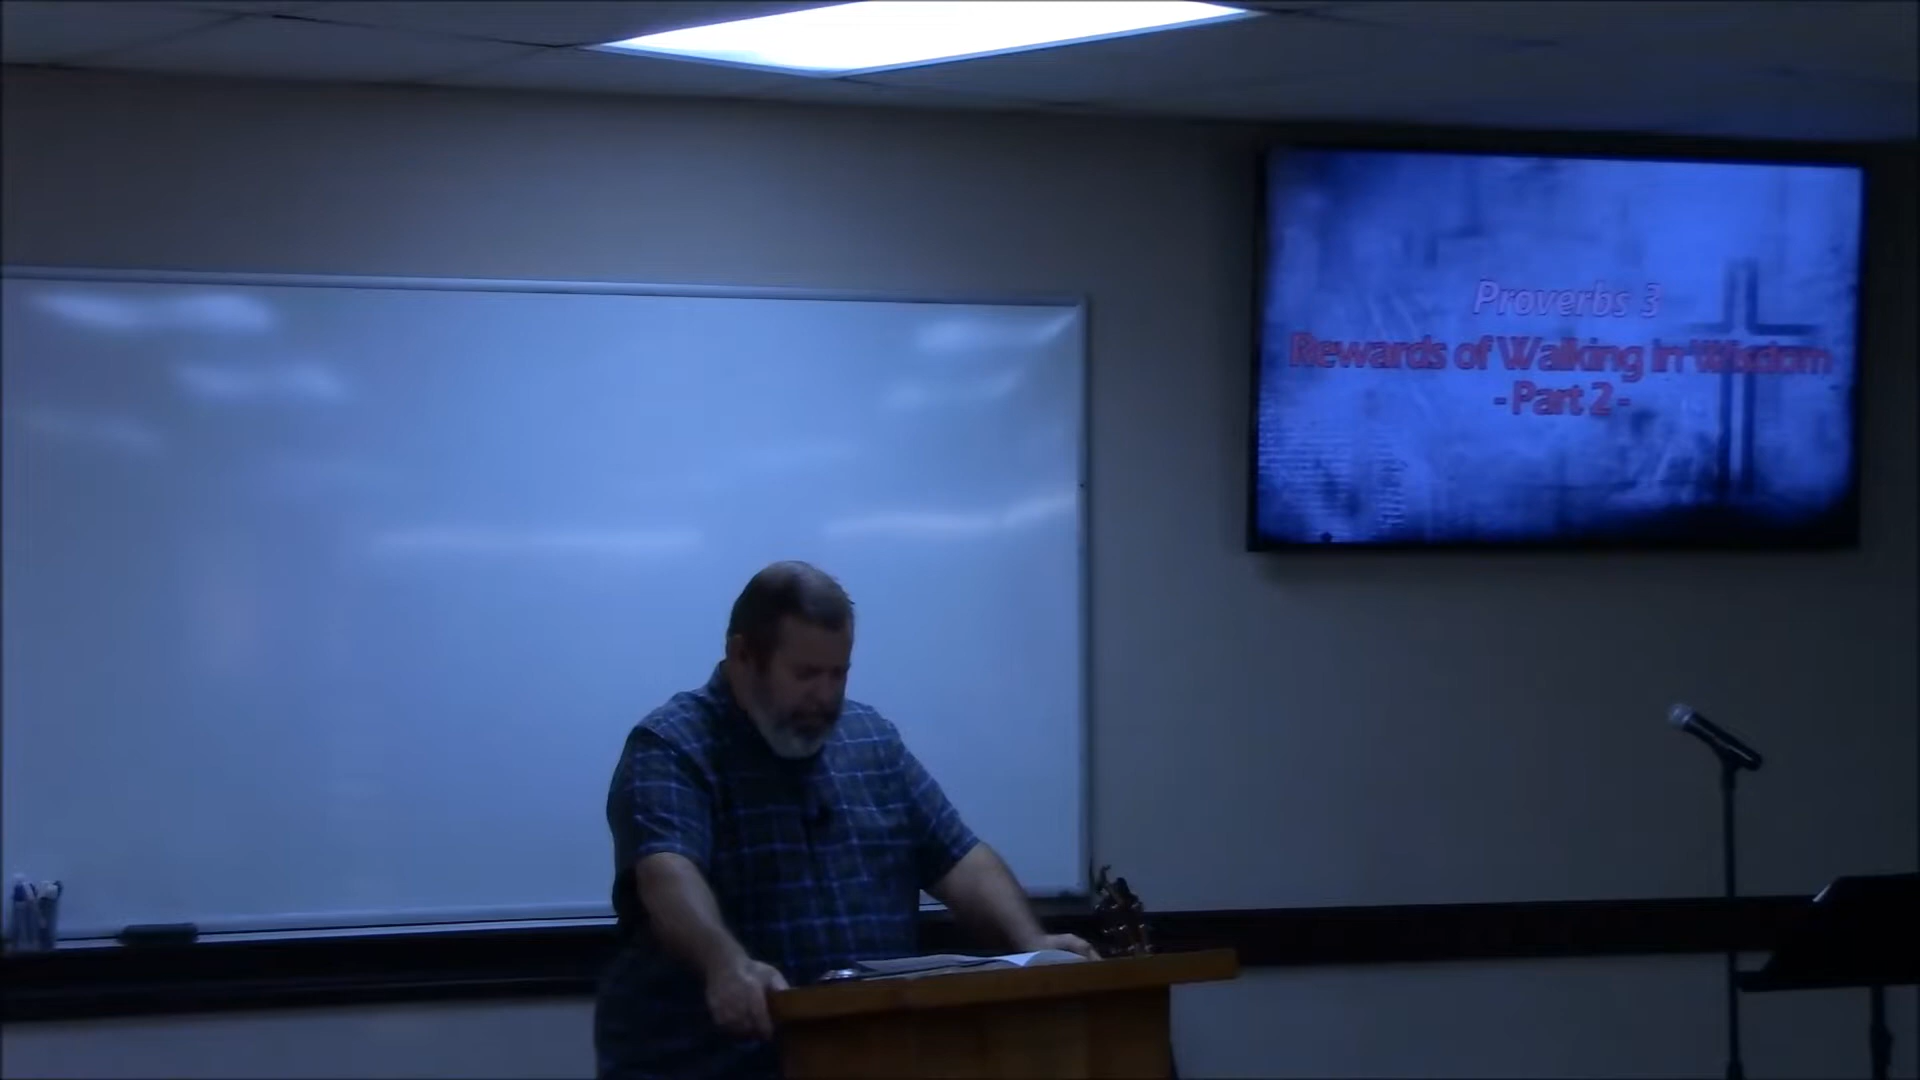 Proverbs 3
Rewards of Walking in Wisdom
- Part 2 -